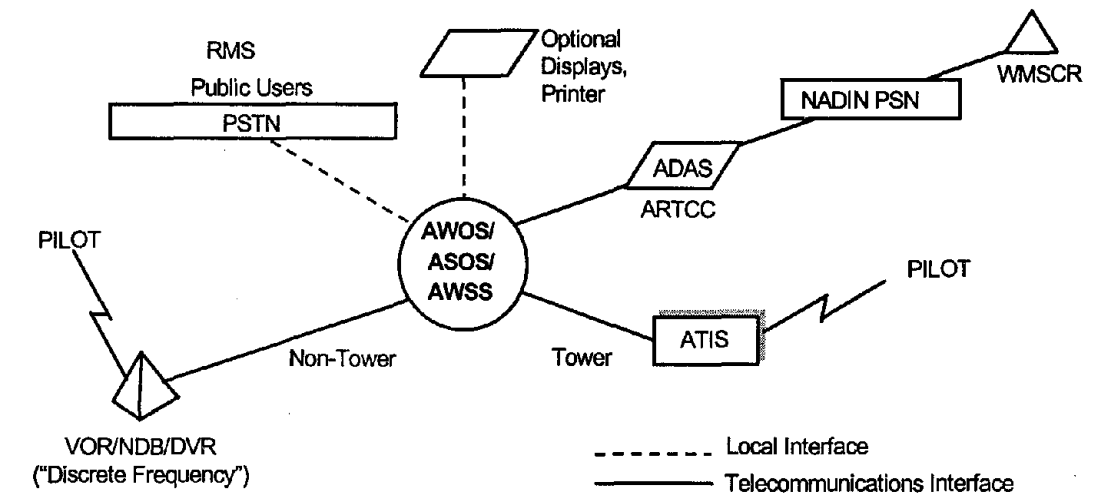 RMS
Public Users
PSTN
Optional
Displays,
Printer
WMSCR
NADIN PSN
ADAS
ARTCC
AWOS/
ASOS/
AWSS
PILOT
PILOT
ATIS
Non-Tower
Tower
VOR/NDB/DVR
("Discrete Frequency")
Local Interface
Telecommunications Interface